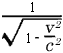 1
√1 - v²/c²